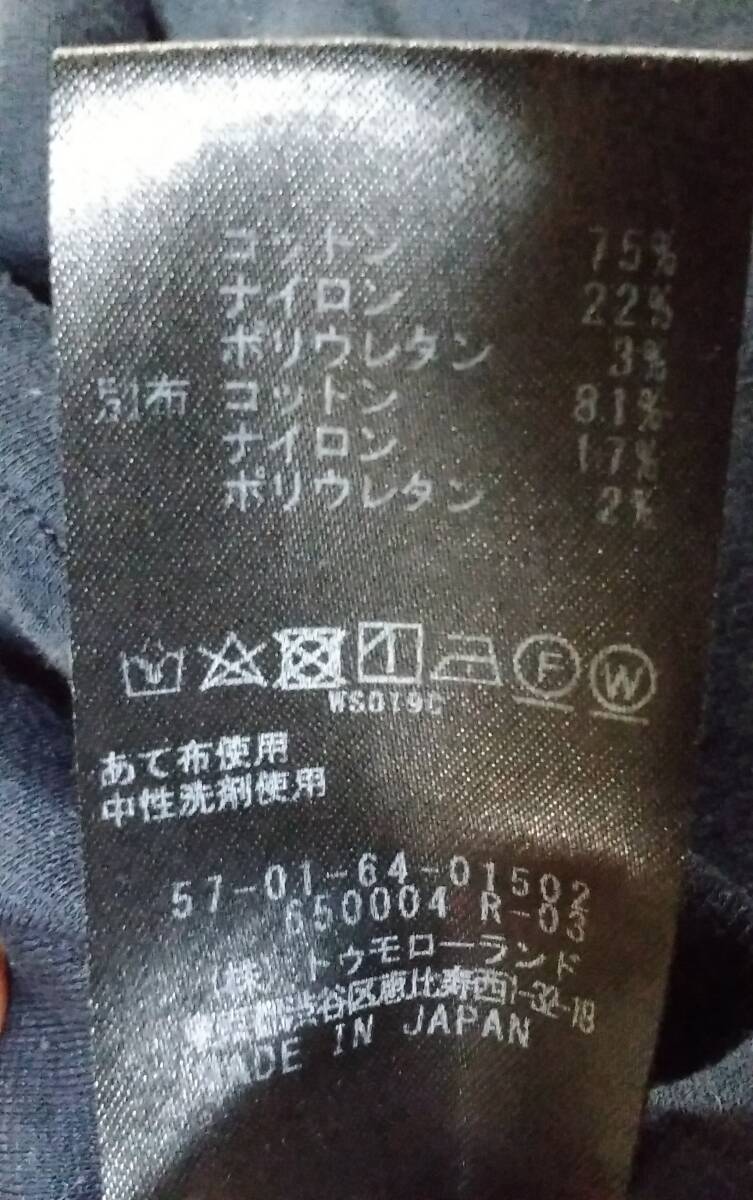 コットン 75%
ナイロン 22%
ポリウレタン 3%
別布 コットン 81%
ナイロン 17%
ポリウレタン 2%
F W
WS079C
あて布使用
中性洗剤使用
57-01-64-01502
650004 R-03
(株) トゥモローランド
東京都渋谷区恵比寿西1-32-18
MADE IN JAPAN